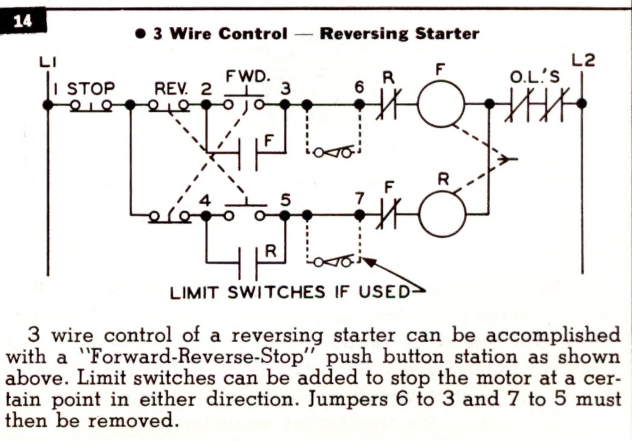 14
● 3 Wire Control — Reversing Starter
L1
L2
1 STOP
REV. 2
FWD.
3
6
R
F
O.L.'S
F
4
5
7
F
R
R
LIMIT SWITCHES IF USED
3 wire control of a reversing starter can be accomplished
with a "Forward-Reverse-Stop" push button station as shown
above. Limit switches can be added to stop the motor at a cer-
tain point in either direction. Jumpers 6 to 3 and 7 to 5 must
then be removed.